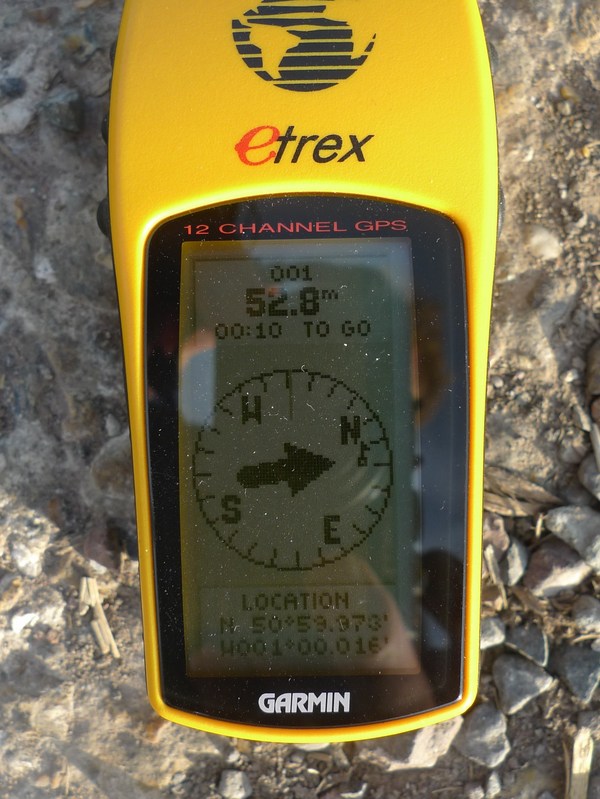 etrex
12 CHANNEL GPS
001
52.8m
00:10 TO GO
W
N
S
E
LOCATION
N 50°59.973'
W001°00.016'
GARMIN